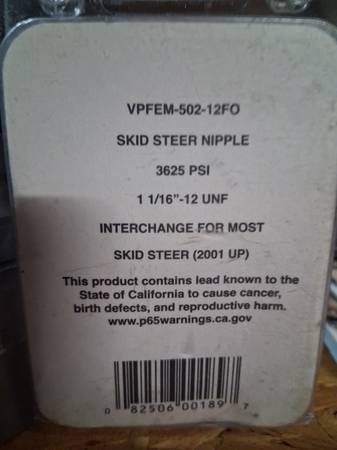 VPFEM-502-12FO
SKID STEER NIPPLE
3625 PSI
1 1/16"-12 UNF
INTERCHANGE FOR MOST
SKID STEER (2001 UP)
This product contains lead known to the
State of California to cause cancer,
birth defects, and reproductive harm.
www.p65warnings.ca.gov
0 82506 00189 7